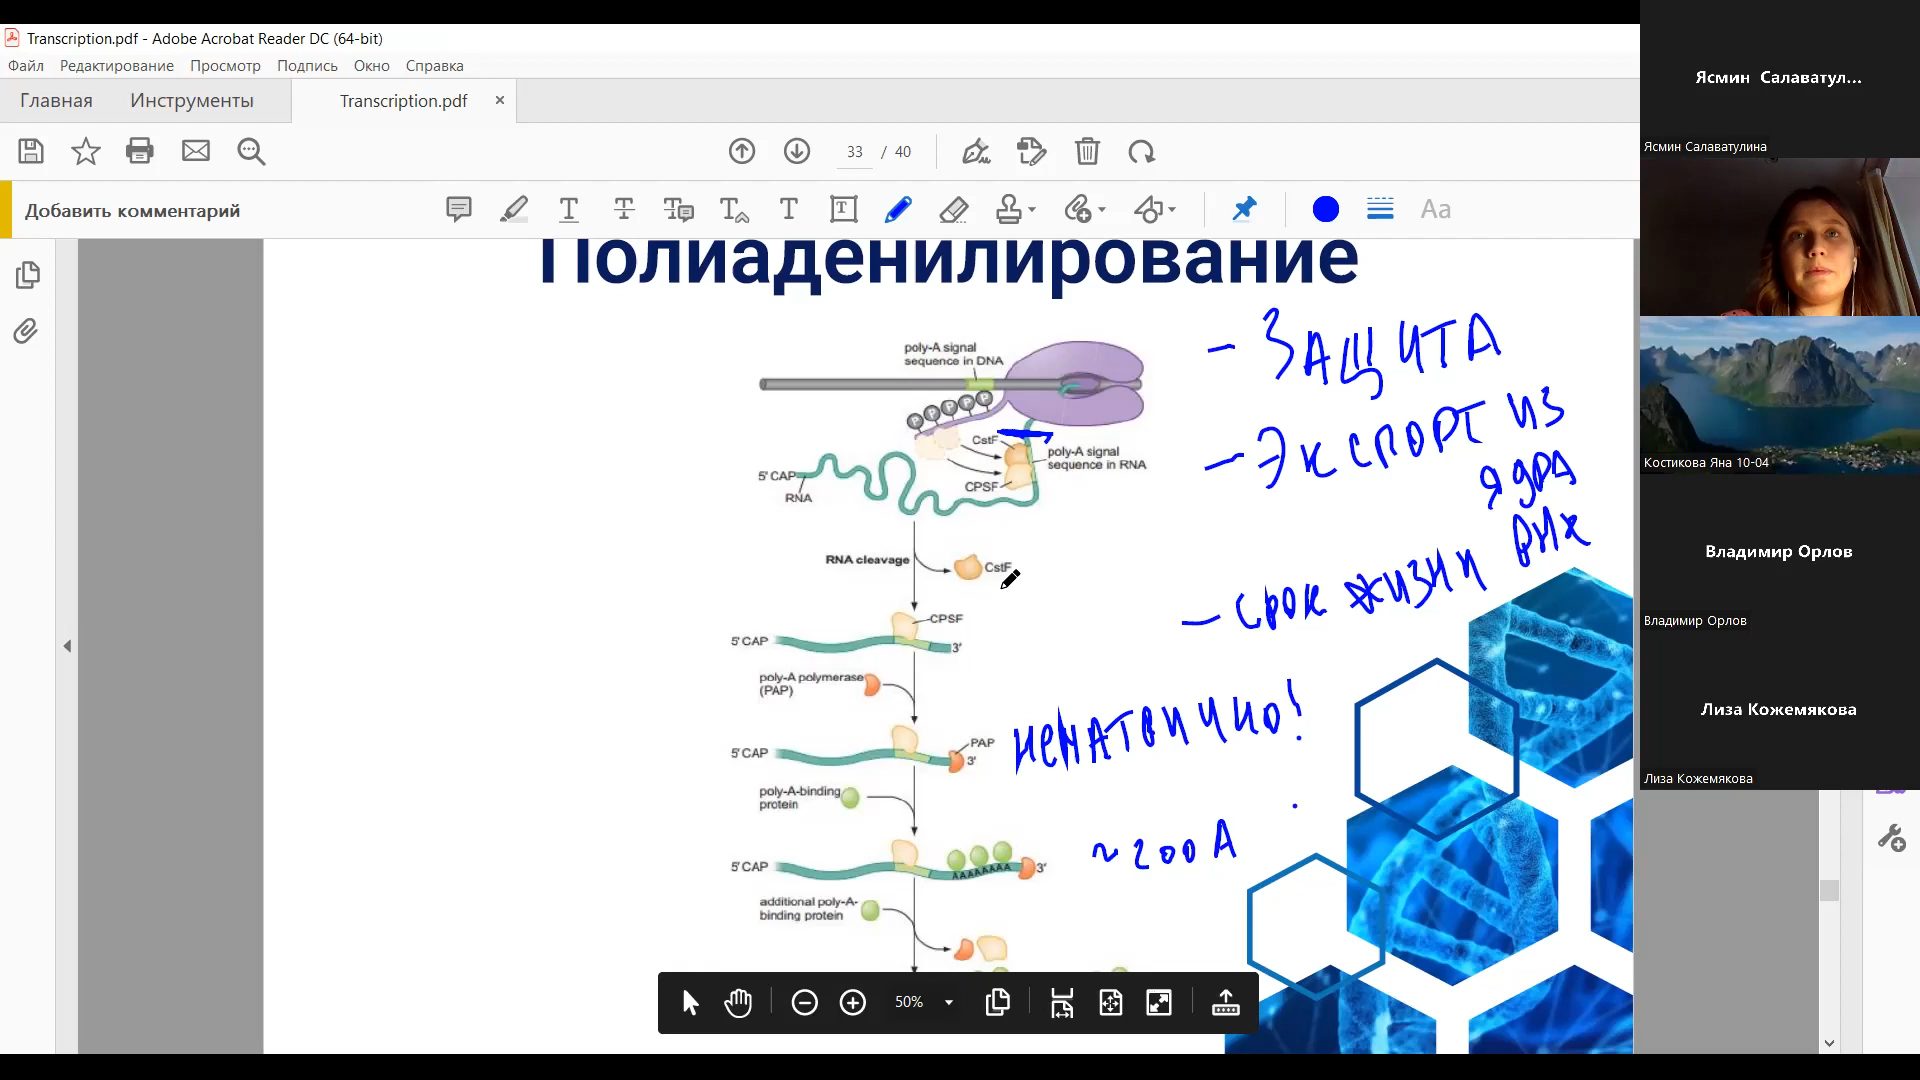 Transcription.pdf - Adobe Acrobat Reader DC (64-bit)
Файл Редактирование Просмотр Подпись Окно Справка
Главная Инструменты Transcription.pdf ×
33 / 40
Добавить комментарий
Aa
Полиаденилирование
poly-A signal
sequence in DNA
P P P P P
CstF
poly-A signal
sequence in RNA
5' CAP
RNA
CPSF
RNA cleavage
CstF
CPSF
5' CAP
3'
poly-A polymerase
(PAP)
PAP
5' CAP
3'
poly-A-binding
protein
5' CAP
AAAAAAAA
3'
additional poly-A-
binding protein
- ЗАЩИТА
- ЭКСПОРТ ИЗ
ЯДРА
- СРОК ЖИЗНИ РНК
НЕМАТРИЧНО!
~ 200 А
50%
Ясмин Салаватул...
Ясмин Салаватулина
Костикова Яна 10-04
Владимир Орлов
Владимир Орлов
Лиза Кожемякова
Лиза Кожемякова